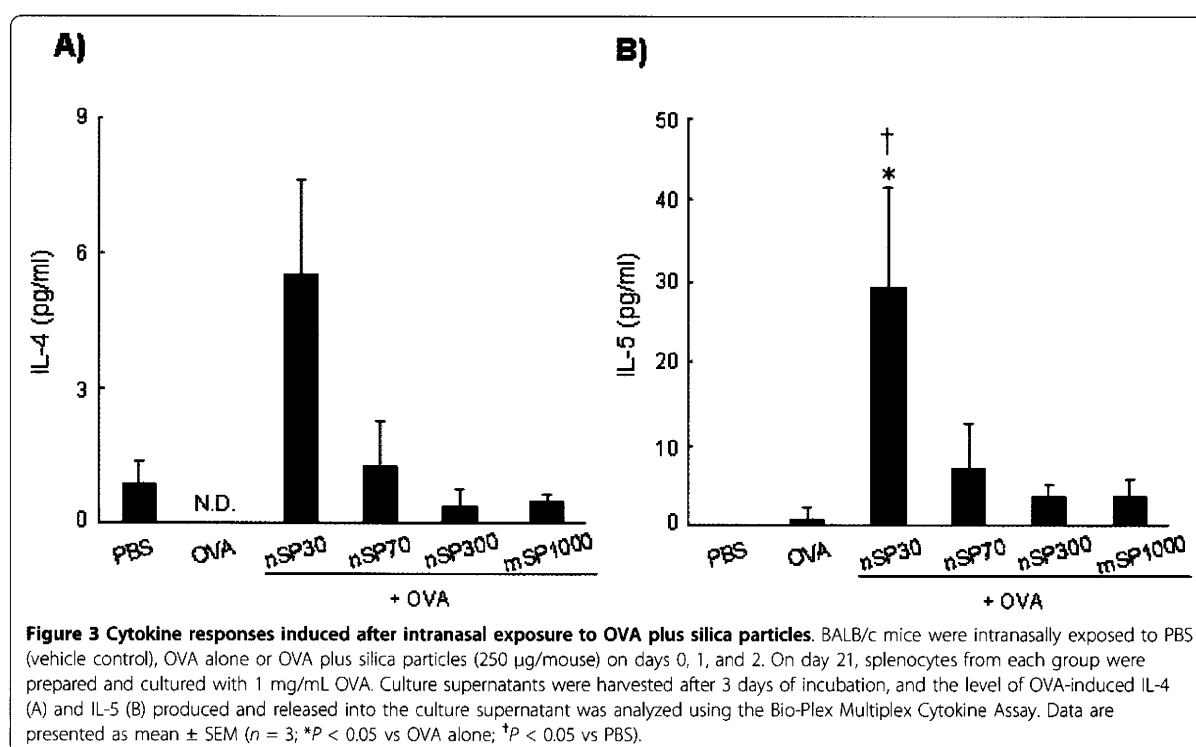 A)
9
6
3
0
IL-4 (pg/ml)
N.D.
PBS
OVA
nSP30
nSP70
nSP300
mSP1000
+ OVA
B)
50
40
30
20
10
0
IL-5 (pg/ml)
†
*
PBS
OVA
nSP30
nSP70
nSP300
mSP1000
+ OVA
Figure 3 Cytokine responses induced after intranasal exposure to OVA plus silica particles. BALB/c mice were intranasally exposed to PBS
(vehicle control), OVA alone or OVA plus silica particles (250 μg/mouse) on days 0, 1, and 2. On day 21, splenocytes from each group were
prepared and cultured with 1 mg/mL OVA. Culture supernatants were harvested after 3 days of incubation, and the level of OVA-induced IL-4
(A) and IL-5 (B) produced and released into the culture supernatant was analyzed using the Bio-Plex Multiplex Cytokine Assay. Data are
presented as mean ± SEM (n = 3; *P < 0.05 vs OVA alone; †P < 0.05 vs PBS).